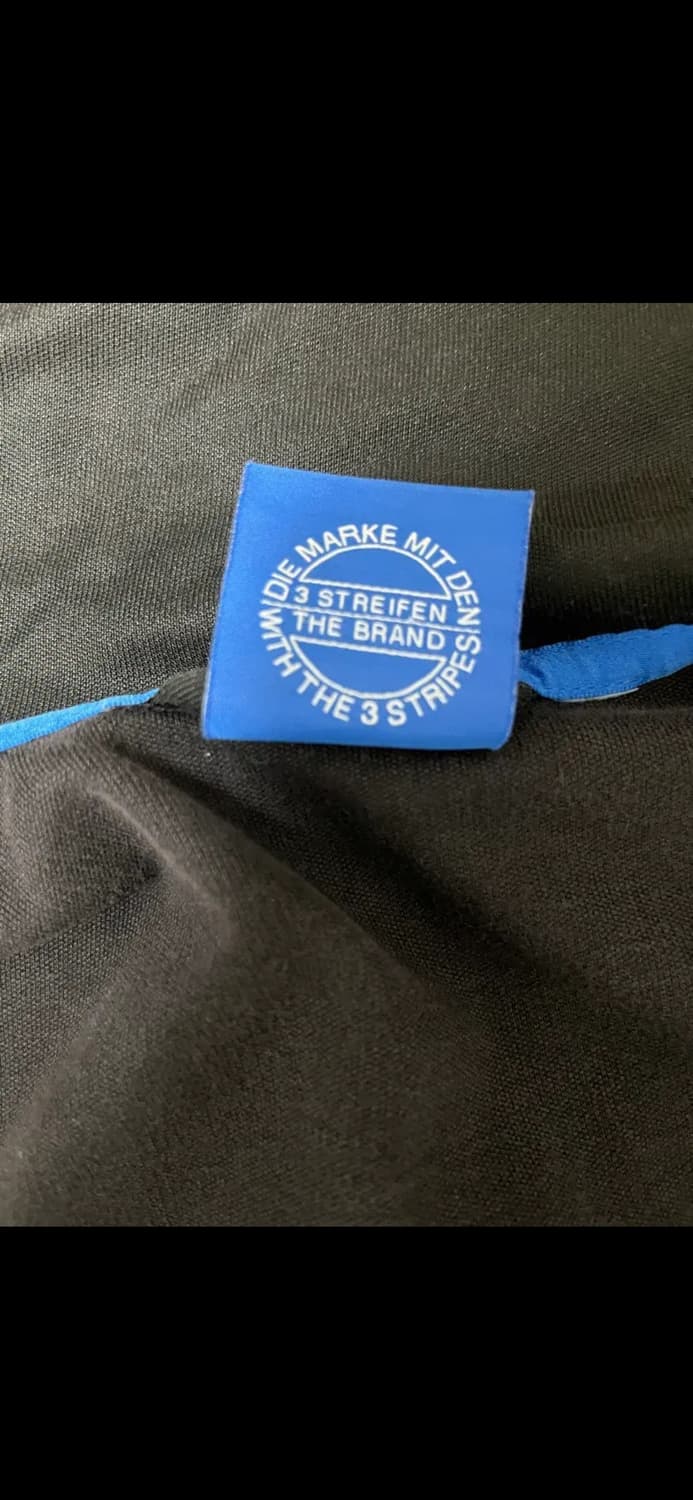 DIE MARKE MIT DEN
3 STREIFEN
THE BRAND
WITH THE 3 STRIPES